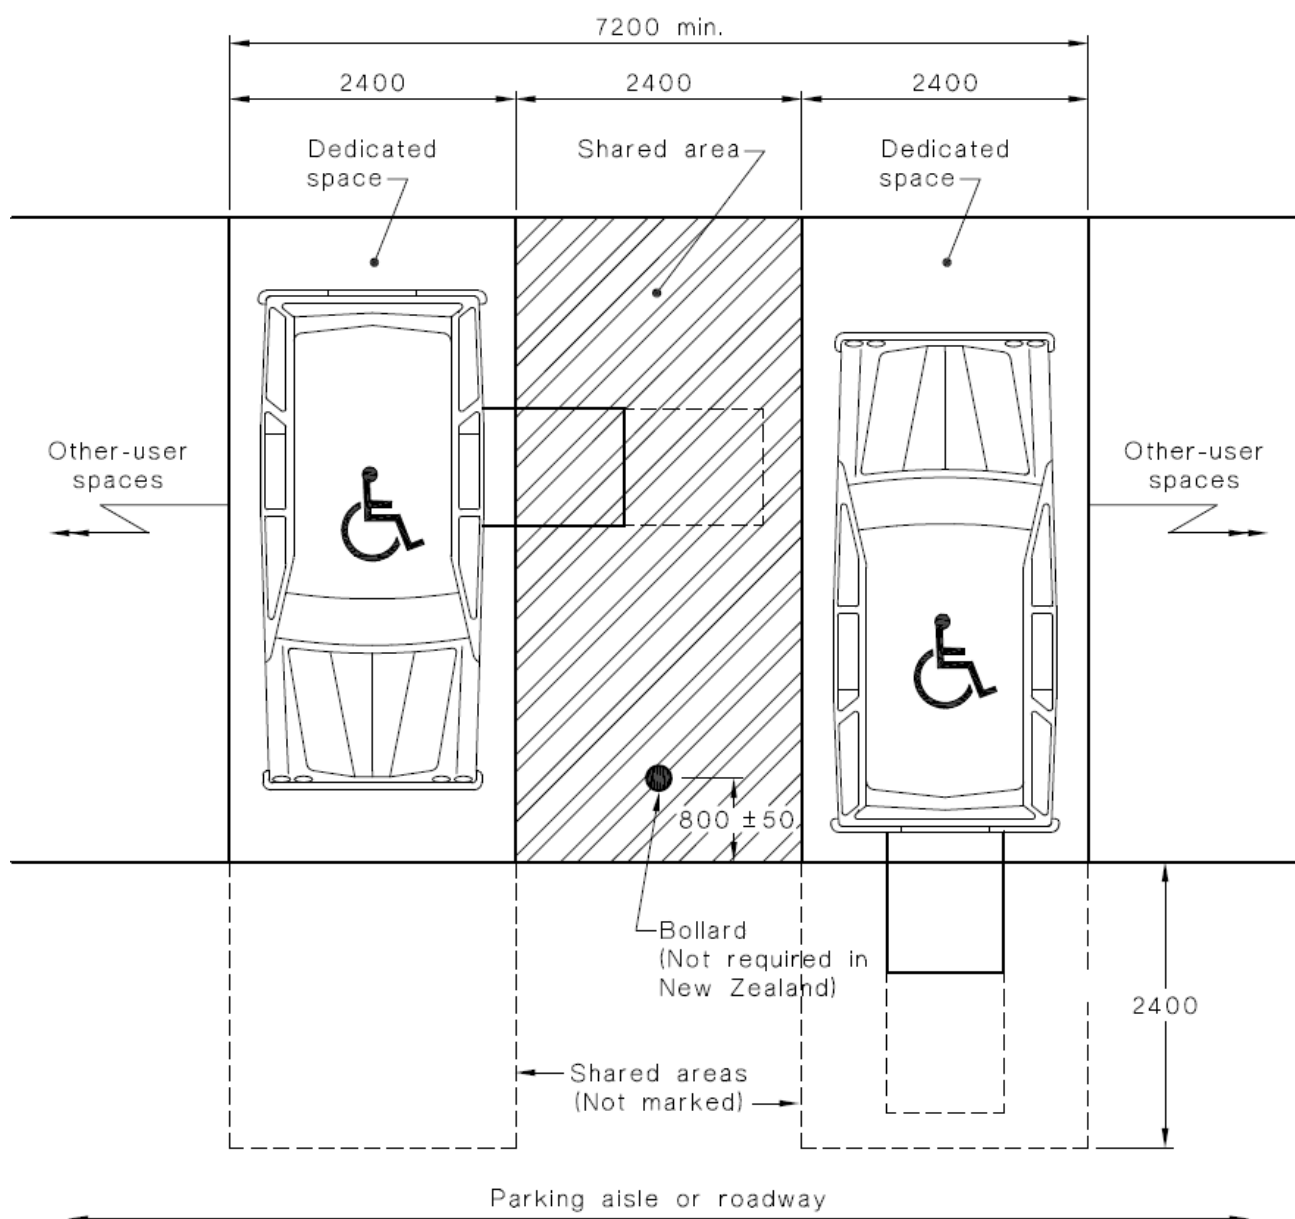 7200 min.
2400
2400
2400
Dedicated
space
Shared area
Dedicated
space
Other-user
spaces
Other-user
spaces
800 ±50
Bollard
(Not required in
New Zealand)
2400
Shared areas
(Not marked)
Parking aisle or roadway